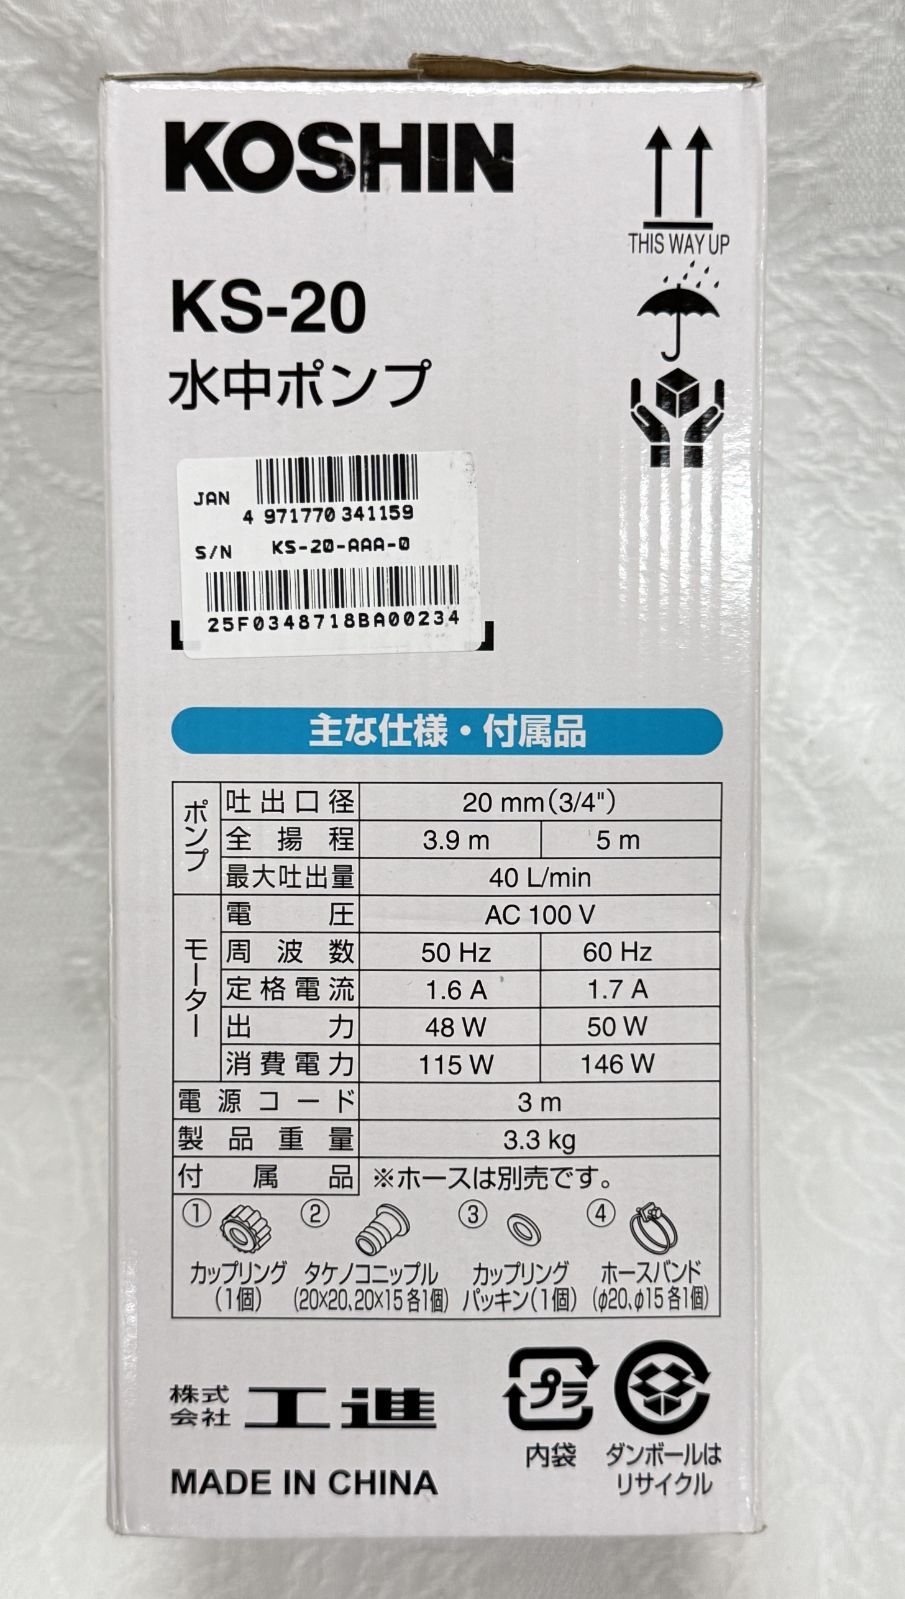 KOSHIN
THIS WAY UP
KS-20
水中ポンプ
JAN
4 971770 341159
S/N KS-20-AAA-0
25F0348718BA00234
主な仕様・付属品
ポンプ
吐出口径 20 mm(3/4")
全揚程 3.9 m 5 m
最大吐出量 40 L/min
モーター
電圧 AC 100 V
周波数 50 Hz 60 Hz
定格電流 1.6 A 1.7 A
出力 48 W 50 W
消費電力 115 W 146 W
電源コード 3 m
製品重量 3.3 kg
付属品 ※ホースは別売です。
① ② ③ ④
カップリング タケノコニップル カップリング ホースバンド
(1個) (20×20、20×15 各1個) パッキン(1個) (φ20、φ15 各1個)
株式会社 工進
プラ
内袋
ダンボールは
リサイクル
MADE IN CHINA